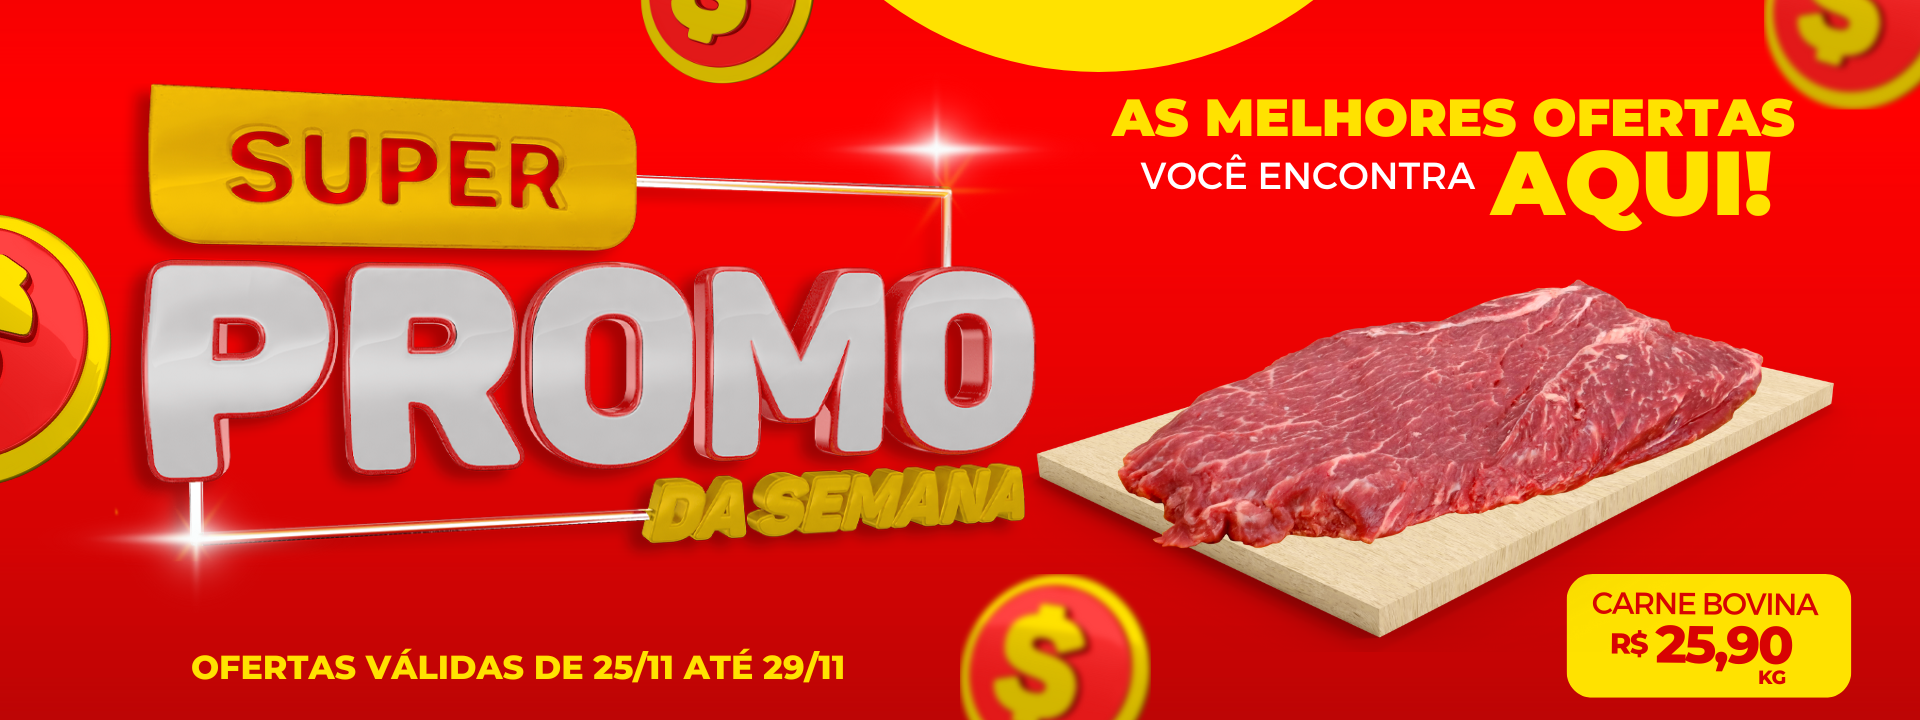 SUPER
PROMO
DA SEMANA
OFERTAS VÁLIDAS DE 25/11 ATÉ 29/11
AS MELHORES OFERTAS
VOCÊ ENCONTRA AQUI!
CARNE BOVINA
R$ 25,90
KG